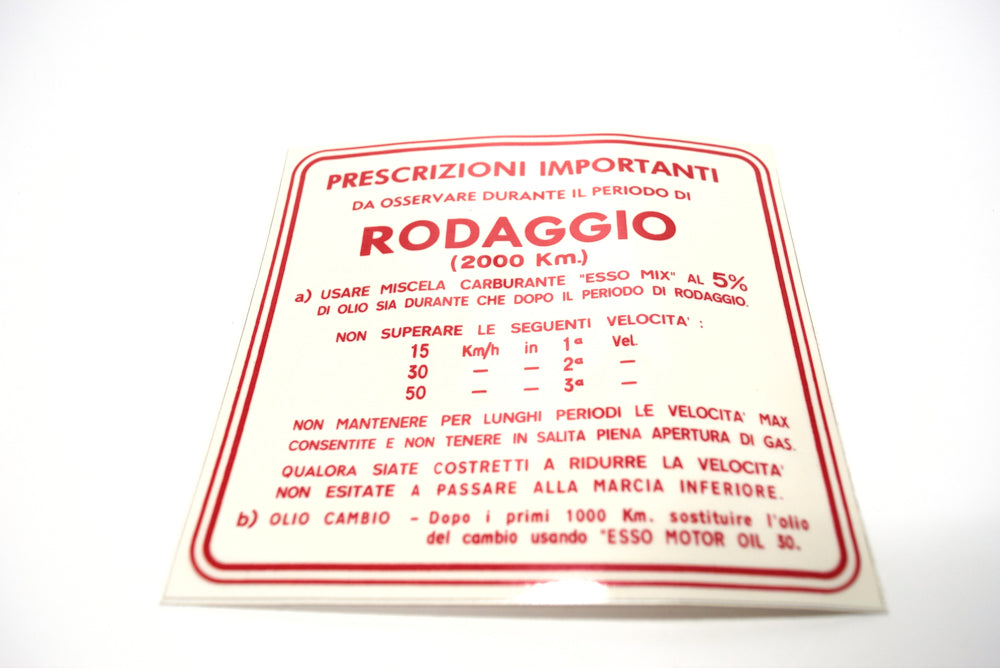 PRESCRIZIONI IMPORTANTI
DA OSSERVARE DURANTE IL PERIODO DI
RODAGGIO
(2000 Km.)
a) USARE MISCELA CARBURANTE "ESSO MIX" AL 5%
DI OLIO SIA DURANTE CHE DOPO IL PERIODO DI RODAGGIO.
NON SUPERARE LE SEGUENTI VELOCITA' :
15 Km/h in 1ª Vel.
30 — — 2ª —
50 — — 3ª —
NON MANTENERE PER LUNGHI PERIODI LE VELOCITA' MAX
CONSENTITE E NON TENERE IN SALITA PIENA APERTURA DI GAS.
QUALORA SIATE COSTRETTI A RIDURRE LA VELOCITA'
NON ESITATE A PASSARE ALLA MARCIA INFERIORE.
b) OLIO CAMBIO - Dopo i primi 1000 Km. sostituire l'olio
del cambio usando "ESSO MOTOR OIL 30.